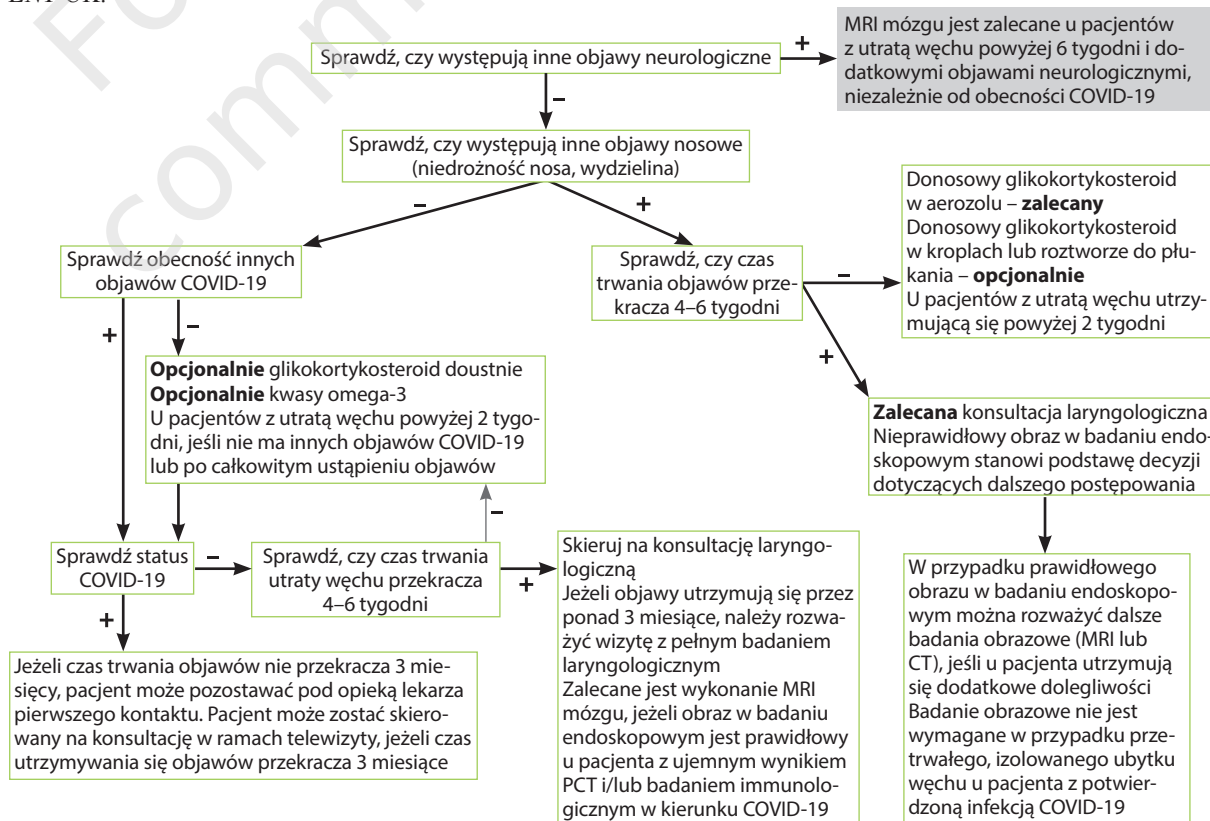 Sprawdź, czy występują inne objawy neurologiczne
+
MRI mózgu jest zalecane u pacjentów
z utratą węchu powyżej 6 tygodni i do-
datkowymi objawami neurologicznymi,
niezależnie od obecności COVID-19
–
Sprawdź, czy występują inne objawy nosowe
(niedrożność nosa, wydzielina)
–
+
Sprawdź obecność innych
objawów COVID-19
Sprawdź, czy czas
trwania objawów prze-
kracza 4–6 tygodni
–
Donosowy glikokortykosteroid
w aerozolu – zalecany
Donosowy glikokortykosteroid
w kroplach lub roztworze do płu-
kania – opcjonalnie
U pacjentów z utratą węchu utrzy-
mującą się powyżej 2 tygodni
+
–
+
Opcjonalnie glikokortykosteroid doustnie
Opcjonalnie kwasy omega-3
U pacjentów z utratą węchu powyżej 2 tygo-
dni, jeśli nie ma innych objawów COVID-19
lub po całkowitym ustąpieniu objawów
Zalecana konsultacja laryngologiczna
Nieprawidłowy obraz w badaniu endo-
skopowym stanowi podstawę decyzji
dotyczących dalszego postępowania
–
Sprawdź status
COVID-19
–
Sprawdź, czy czas trwania
utraty węchu przekracza
4–6 tygodni
+
Skieruj na konsultację laryngo-
logiczną
Jeżeli objawy utrzymują się przez
ponad 3 miesiące, należy rozwa-
żyć wizytę z pełnym badaniem
laryngologicznym
Zalecane jest wykonanie MRI
mózgu, jeżeli obraz w badaniu
endoskopowym jest prawidłowy
u pacjenta z ujemnym wynikiem
PCT i/lub badaniem immunolo-
gicznym w kierunku COVID-19
W przypadku prawidłowego
obrazu w badaniu endoskopo-
wym można rozważyć dalsze
badania obrazowe (MRI lub
CT), jeśli u pacjenta utrzymują
się dodatkowe dolegliwości
Badanie obrazowe nie jest
wymagane w przypadku prze-
trwałego, izolowanego ubytku
węchu u pacjenta z potwier-
dzoną infekcją COVID-19
+
Jeżeli czas trwania objawów nie przekracza 3 mie-
sięcy, pacjent może pozostawać pod opieką lekarza
pierwszego kontaktu. Pacjent może zostać skiero-
wany na konsultację w ramach telewizyty, jeżeli czas
utrzymywania się objawów przekracza 3 miesiące